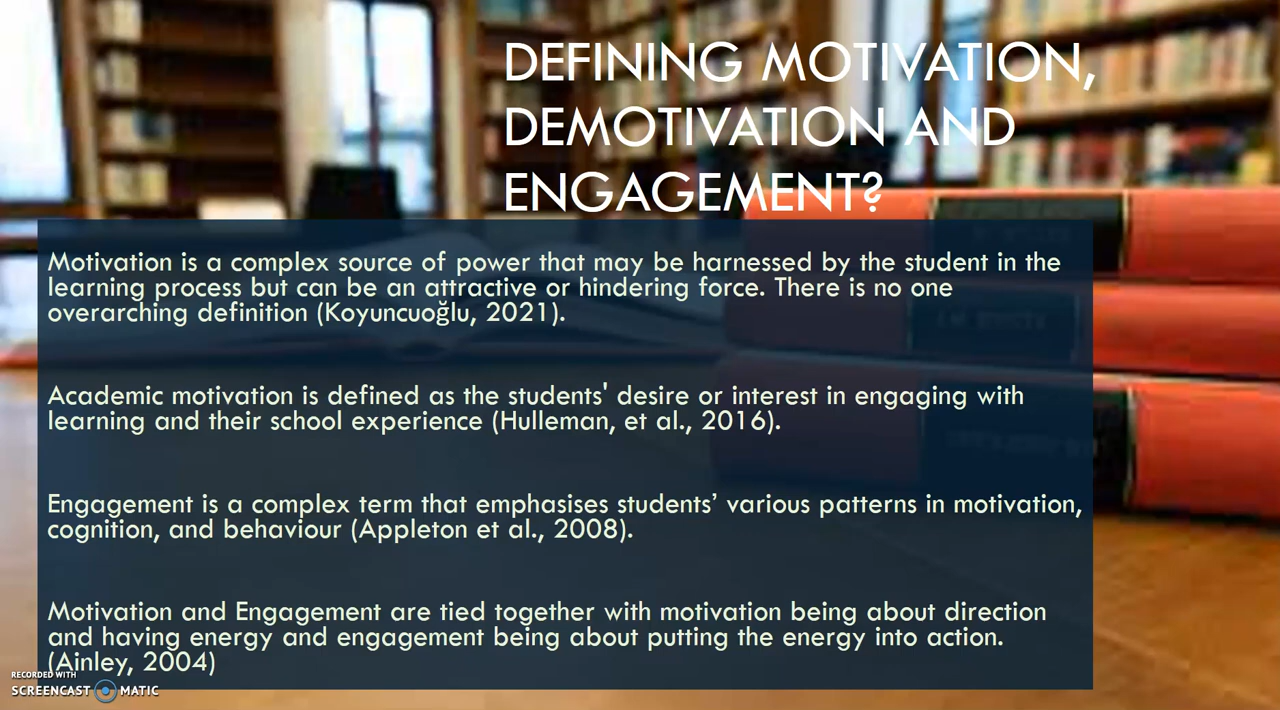 DEFINING MOTIVATION,
DEMOTIVATION AND
ENGAGEMENT?
Motivation is a complex source of power that may be harnessed by the student in the
learning process but can be an attractive or hindering force. There is no one
overarching definition (Koyuncuoğlu, 2021).
Academic motivation is defined as the students' desire or interest in engaging with
learning and their school experience (Hulleman, et al., 2016).
Engagement is a complex term that emphasises students’ various patterns in motivation,
cognition, and behaviour (Appleton et al., 2008).
Motivation and Engagement are tied together with motivation being about direction
and having energy and engagement being about putting the energy into action.
(Ainley, 2004)
RECORDED WITH
SCREENCAST MATIC